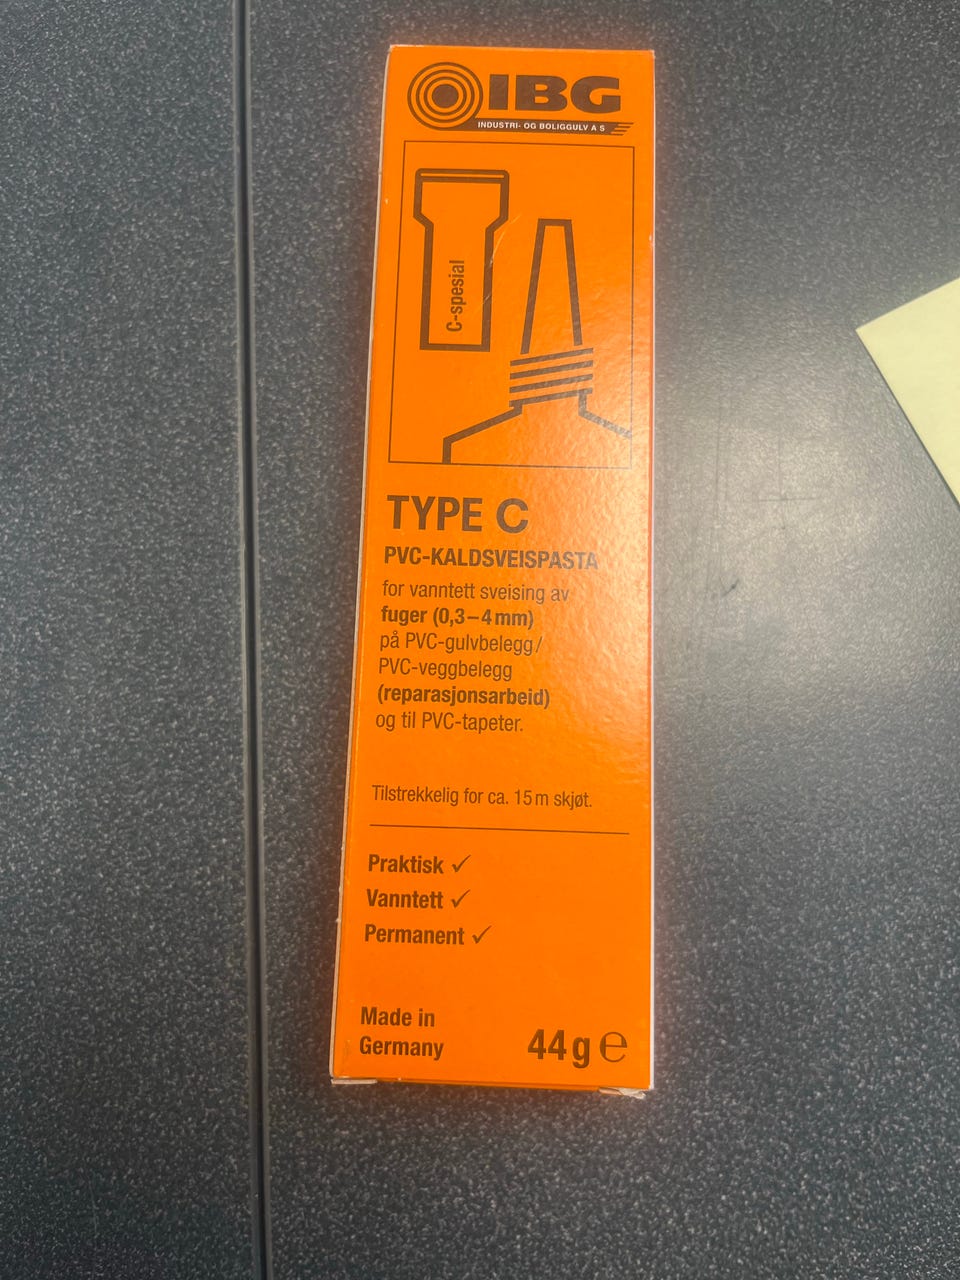 IBG
INDUSTRI- OG BOLIGGULV A S
C-spesial
TYPE C
PVC-KALDSVEISPASTA
for vanntett sveising av
fuger (0,3–4 mm)
på PVC-gulvbelegg/
PVC-veggbelegg
(reparasjonsarbeid)
og til PVC-tapeter.
Tilstrekkelig for ca. 15 m skjøt.
Praktisk ✓
Vanntett ✓
Permanent ✓
Made in
Germany
44 g ℮